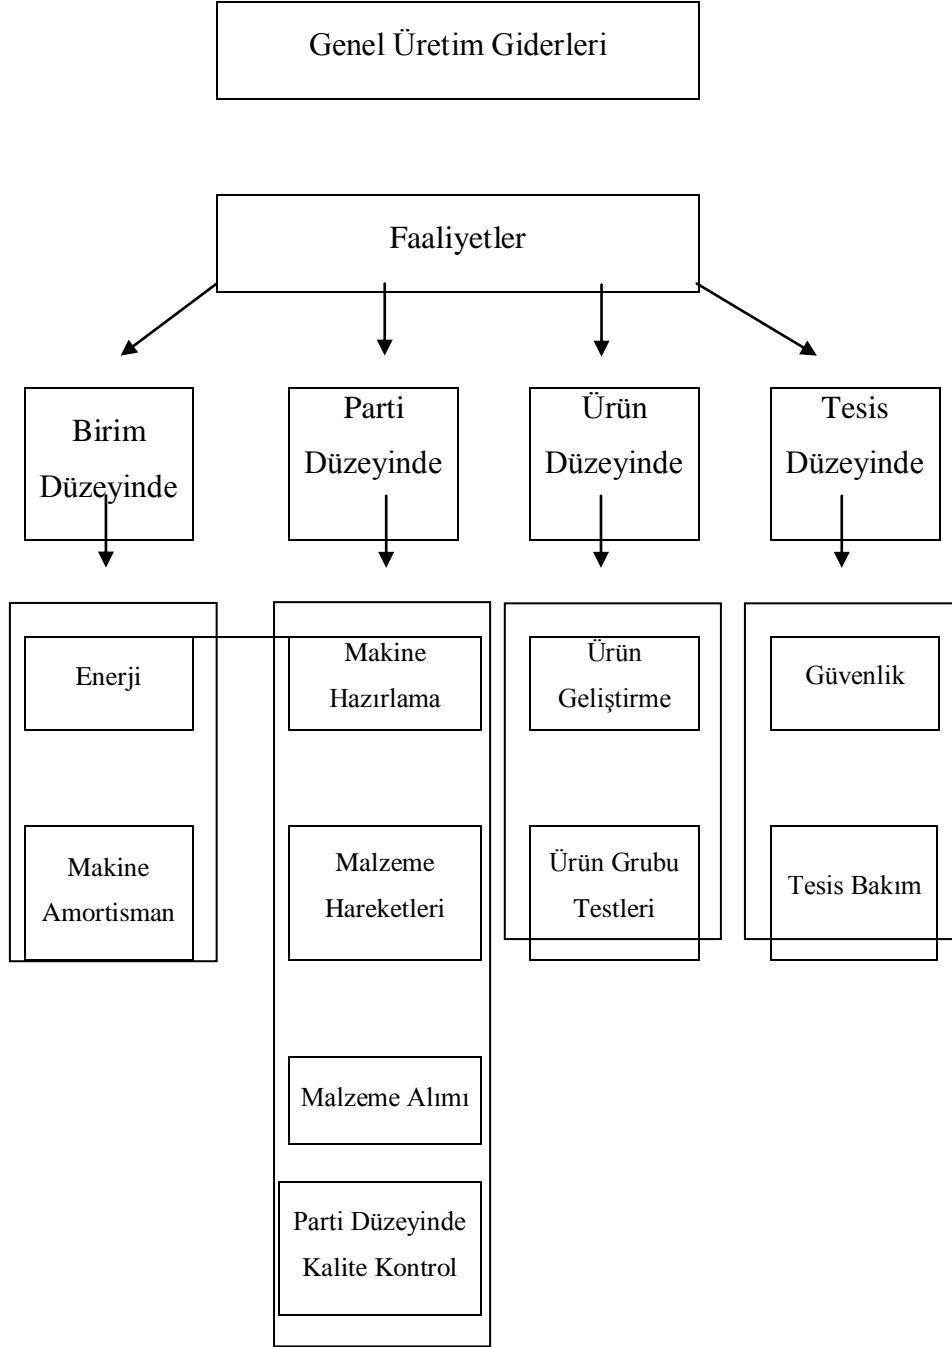 Genel Üretim Giderleri
Faaliyetler
Birim
Düzeyinde
Parti
Düzeyinde
Ürün
Düzeyinde
Tesis
Düzeyinde
Enerji
Makine
Hazırlama
Ürün
Geliştirme
Güvenlik
Makine
Amortisman
Malzeme
Hareketleri
Ürün Grubu
Testleri
Tesis Bakım
Malzeme Alımı
Parti Düzeyinde
Kalite Kontrol